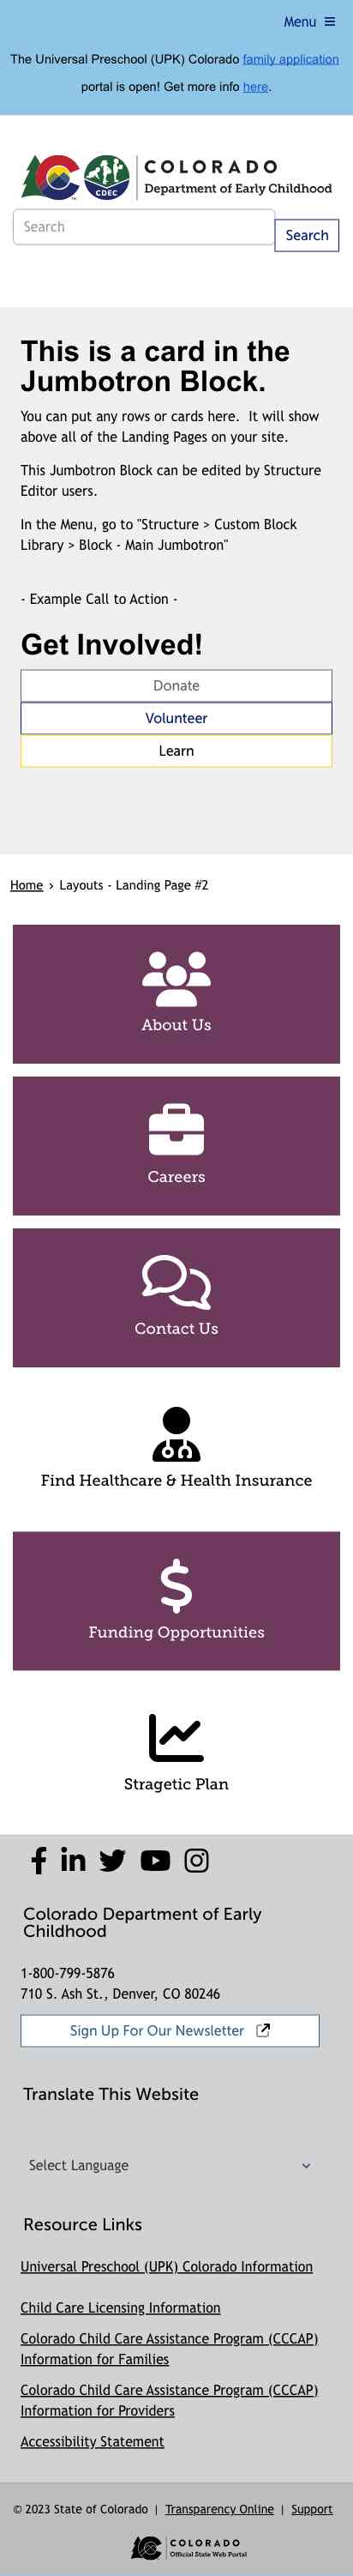 Menu
The Universal Preschool (UPK) Colorado family application
portal is open! Get more info here.
COLORADO
CDEC
Department of Early Childhood
Search
Search
This is a card in the
Jumbotron Block.
You can put any rows or cards here. It will show
above all of the Landing Pages on your site.
This Jumbotron Block can be edited by Structure
Editor users.
In the Menu, go to "Structure > Custom Block
Library > Block - Main Jumbotron"
- Example Call to Action -
Get Involved!
Donate
Volunteer
Learn
Home › Layouts - Landing Page #2
About Us
Careers
Contact Us
Find Healthcare & Health Insurance
Funding Opportunities
Stragetic Plan
Colorado Department of Early
Childhood
1-800-799-5876
710 S. Ash St., Denver, CO 80246
Sign Up For Our Newsletter
Translate This Website
Select Language
Resource Links
Universal Preschool (UPK) Colorado Information
Child Care Licensing Information
Colorado Child Care Assistance Program (CCCAP)
Information for Families
Colorado Child Care Assistance Program (CCCAP)
Information for Providers
Accessibility Statement
© 2023 State of Colorado | Transparency Online | Support
COLORADO
Official State Web Portal